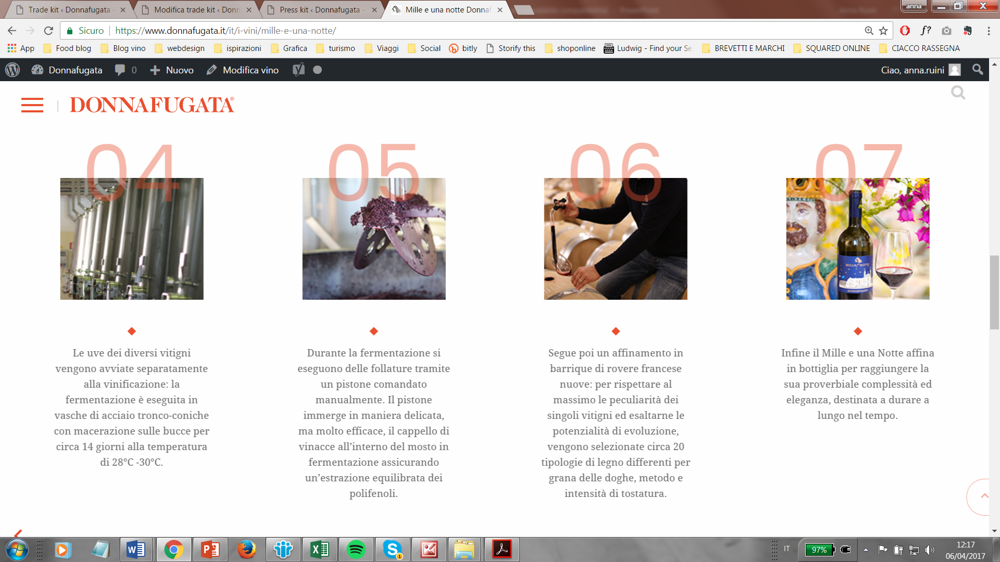 Trade kit ‹ Donnafugata
Modifica trade kit ‹ Donn
Press kit ‹ Donnafugata –
Mille e una notte Donnaf
anna
Sicuro
https://www.donnafugata.it/it/i-vini/mille-e-una-notte/
f?
App
Food blog
Blog vino
webdesign
ispirazioni
Grafica
turismo
Viaggi
Social
bitly
Storify this
shoponline
Ludwig - Find your Se
BREVETTI E MARCHI
SQUARED ONLINE
CIACCO RASSEGNA
Donnafugata
0
Nuovo
Modifica vino
Ciao, anna.ruini
DONNAFUGATA®
04
Le uve dei diversi vitigni
vengono avviate separatamente
alla vinificazione: la
fermentazione è eseguita in
vasche di acciaio tronco-coniche
con macerazione sulle bucce per
circa 14 giorni alla temperatura
di 28°C -30°C.
05
Durante la fermentazione si
eseguono delle follature tramite
un pistone comandato
manualmente. Il pistone
immerge in maniera delicata,
ma molto efficace, il cappello di
vinacce all’interno del mosto in
fermentazione assicurando
un’estrazione equilibrata dei
polifenoli.
06
Segue poi un affinamento in
barrique di rovere francese
nuove: per rispettare al
massimo le peculiarità dei
singoli vitigni ed esaltarne le
potenzialità di evoluzione,
vengono selezionate circa 20
tipologie di legno differenti per
grana delle doghe, metodo e
intensità di tostatura.
07
MILLE NOTTE
DONNAFUGATA
Infine il Mille e una Notte affina
in bottiglia per raggiungere la
sua proverbiale complessità ed
eleganza, destinata a durare a
lungo nel tempo.
1
IT
97%
12:17
06/04/2017